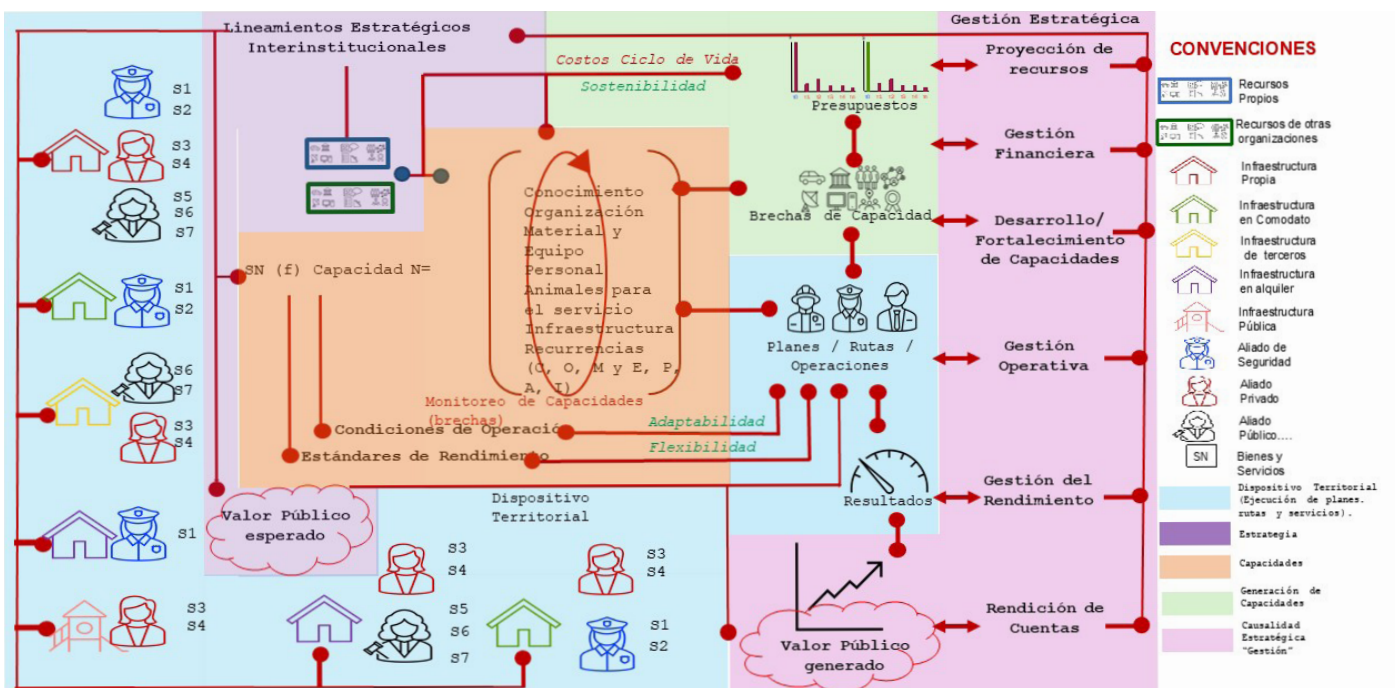 Lineamientos Estratégicos
Interinstitucionales
Gestión Estratégica
Costos Ciclo de Vida
Sostenibilidad
Presupuestos
Proyección de
recursos
Gestión
Financiera
Brechas de Capacidad
Desarrollo/
Fortalecimiento
de Capacidades
SN (f) Capacidad N=
Conocimiento
Organización
Material y
Equipo
Personal
Animales para
el servicio
Infraestructura
Recurrencias
(C, O, M y E, P,
A, I)
Monitoreo de Capacidades
(brechas)
Condiciones de Operació
Estándares de Rendimiento
Adaptabilidad
Flexibilidad
Planes / Rutas /
Operaciones
Gestión
Operativa
Resultados
Gestión del
Rendimiento
Valor Público
esperado
Dispositivo
Territorial
Valor Público
generado
Rendición de
Cuentas
S1
S2
S3
S4
S5
S6
S7
S1
S2
S6
S7
S3
S4
S1
S3
S4
S3
S4
S5
S6
S7
S3
S4
S1
S2
CONVENCIONES
Recursos
Propios
Recursos de otras
organizaciones
Infraestructura
Propia
Infraestructura
en Comodato
Infraestructura
de terceros
Infraestructura
en alquiler
Infraestructura
Pública
Aliado de
Seguridad
Aliado
Privado
Aliado
Público....
SN
Bienes y
Servicios
Dispositivo Territorial
(Ejecución de planes.
rutas y servicios).
Estrategia
Capacidades
Generación de
Capacidades
Causalidad
Estratégica
"Gestión"